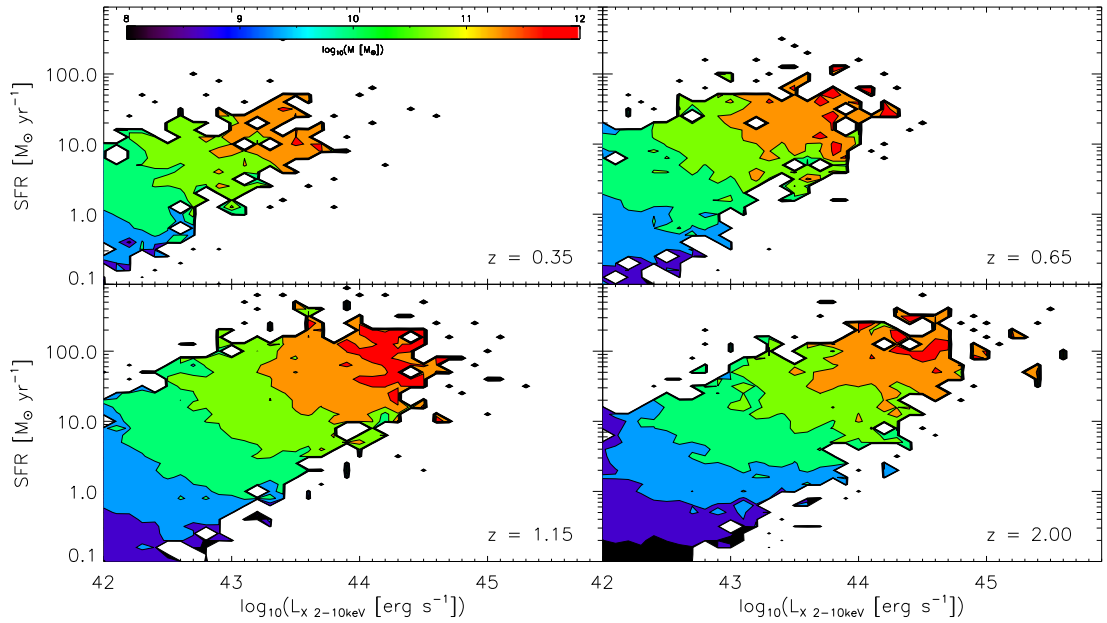 8 9 10 11 12
log₁₀(M [M⊙])
SFR [M⊙ yr⁻¹]
100.0
10.0
1.0
0.1
z = 0.35
z = 0.65
SFR [M⊙ yr⁻¹]
100.0
10.0
1.0
0.1
z = 1.15
z = 2.00
42 43 44 45 42 43 44 45
log₁₀(L_X 2−10keV [erg s⁻¹]) log₁₀(L_X 2−10keV [erg s⁻¹])